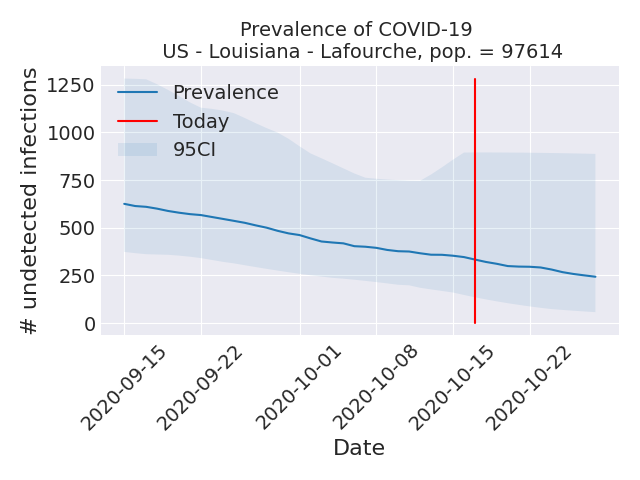 Prevalence of COVID-19
US - Louisiana - Lafourche, pop. = 97614
# undetected infections
1250
1000
750
500
250
0
Prevalence
Today
95CI
2020-09-15
2020-09-22
2020-10-01
2020-10-08
2020-10-15
2020-10-22
Date